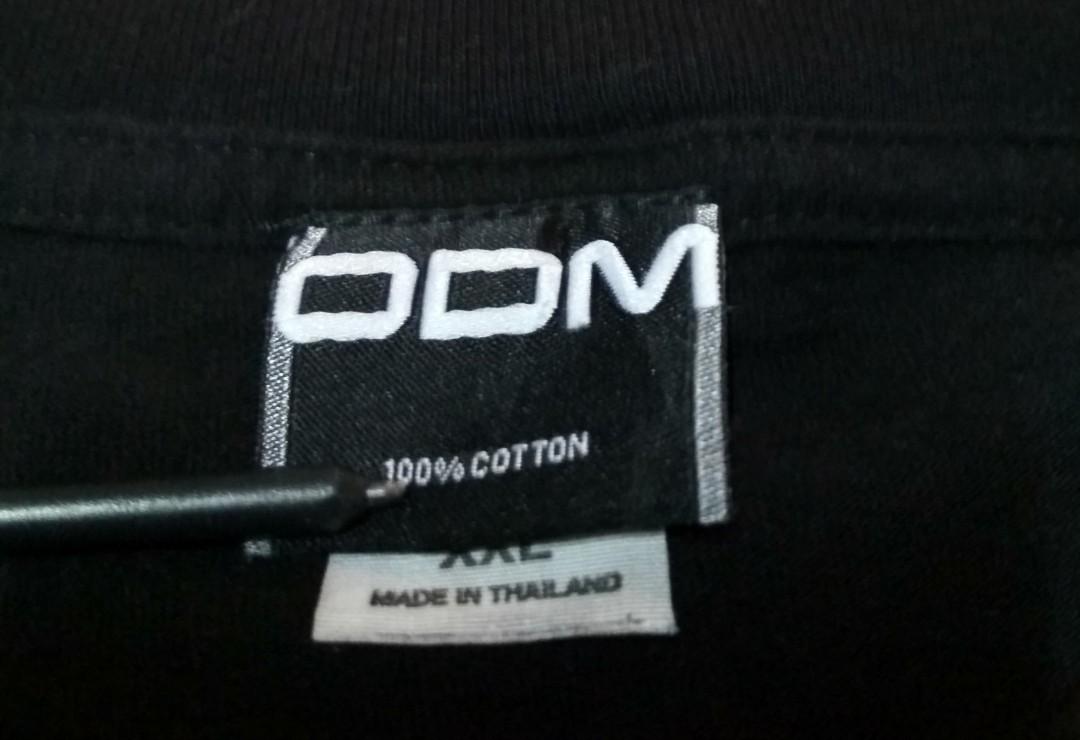 ODM
100% COTTON
XXL
MADE IN THAILAND